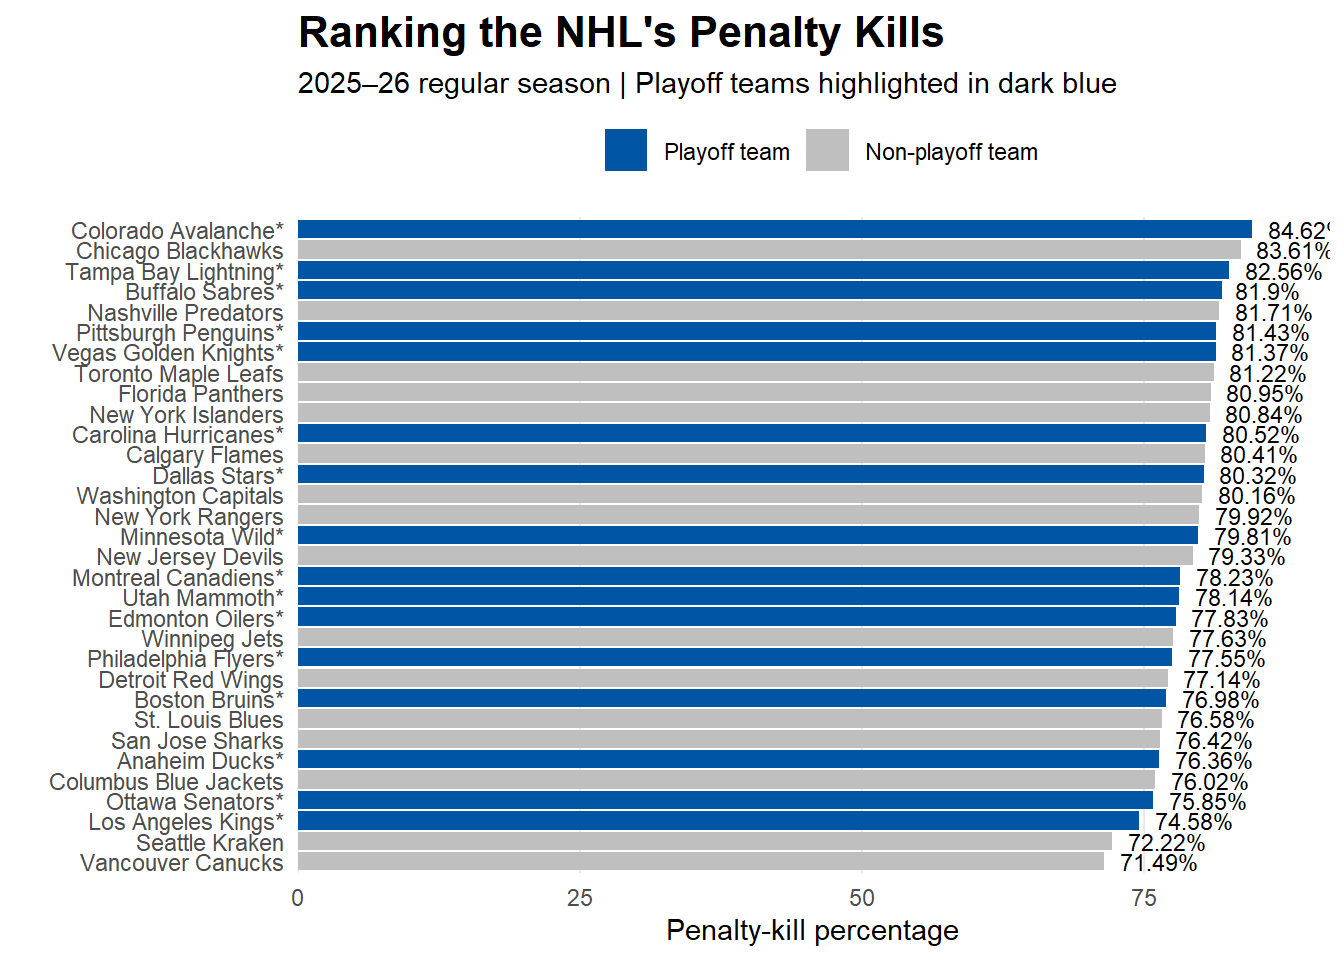 Ranking the NHL's Penalty Kills
2025–26 regular season | Playoff teams highlighted in dark blue
Playoff team Non-playoff team
Colorado Avalanche* 84.62%
Chicago Blackhawks 83.61%
Tampa Bay Lightning* 82.56%
Buffalo Sabres* 81.9%
Nashville Predators 81.71%
Pittsburgh Penguins* 81.43%
Vegas Golden Knights* 81.37%
Toronto Maple Leafs 81.22%
Florida Panthers 80.95%
New York Islanders 80.84%
Carolina Hurricanes* 80.52%
Calgary Flames 80.41%
Dallas Stars* 80.32%
Washington Capitals 80.16%
New York Rangers 79.92%
Minnesota Wild* 79.81%
New Jersey Devils 79.33%
Montreal Canadiens* 78.23%
Utah Mammoth* 78.14%
Edmonton Oilers* 77.83%
Winnipeg Jets 77.63%
Philadelphia Flyers* 77.55%
Detroit Red Wings 77.14%
Boston Bruins* 76.98%
St. Louis Blues 76.58%
San Jose Sharks 76.42%
Anaheim Ducks* 76.36%
Columbus Blue Jackets 76.02%
Ottawa Senators* 75.85%
Los Angeles Kings* 74.58%
Seattle Kraken 72.22%
Vancouver Canucks 71.49%
0 25 50 75
Penalty-kill percentage